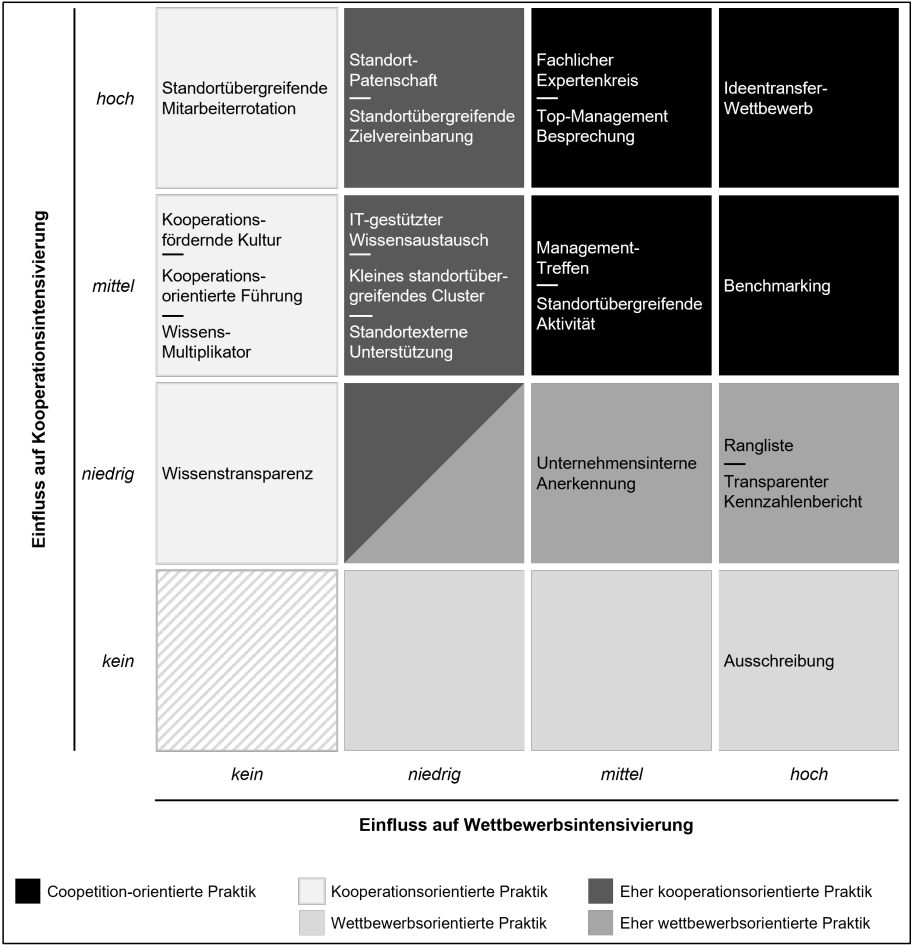 Einfluss auf Kooperationsintensivierung
hoch
Standortübergreifende
Mitarbeiterrotation
Standort-
Patenschaft
Standortübergreifende
Zielvereinbarung
Fachlicher
Expertenkreis
Top-Management
Besprechung
Ideentransfer-
Wettbewerb
mittel
Kooperations-
fördernde Kultur
Kooperations-
orientierte Führung
Wissens-
Multiplikator
IT-gestützter
Wissensaustausch
Kleines standortüber-
greifendes Cluster
Standortexterne
Unterstützung
Management-
Treffen
Standortübergreifende
Aktivität
Benchmarking
niedrig
Wissenstransparenz
Unternehmensinterne
Anerkennung
Rangliste
Transparenter
Kennzahlenbericht
kein
Ausschreibung
kein
niedrig
mittel
hoch
Einfluss auf Wettbewerbsintensivierung
Coopetition-orientierte Praktik
Kooperationsorientierte Praktik
Eher kooperationsorientierte Praktik
Wettbewerbsorientierte Praktik
Eher wettbewerbsorientierte Praktik